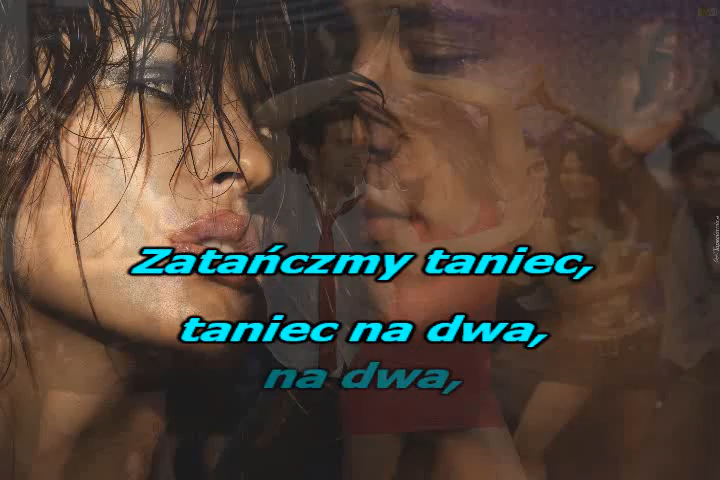 Zatańczmy taniec,
taniec na dwa,
na dwa,